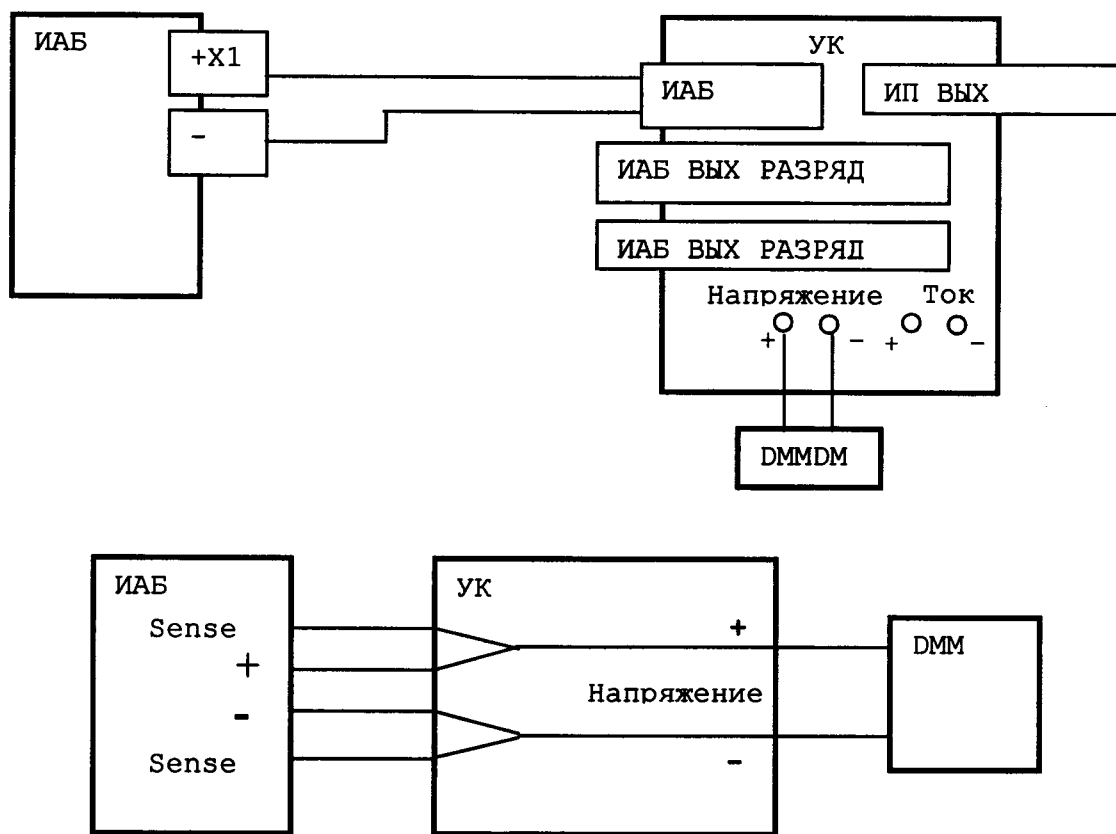 ИАБ
+X1
-
УК
ИАБ
ИП ВЫХ
ИАБ ВЫХ РАЗРЯД
ИАБ ВЫХ РАЗРЯД
Напряжение Ток
+ - + -
DMMDM
ИАБ
УК
Sense
+
-
Sense
+
Напряжение
-
DMM